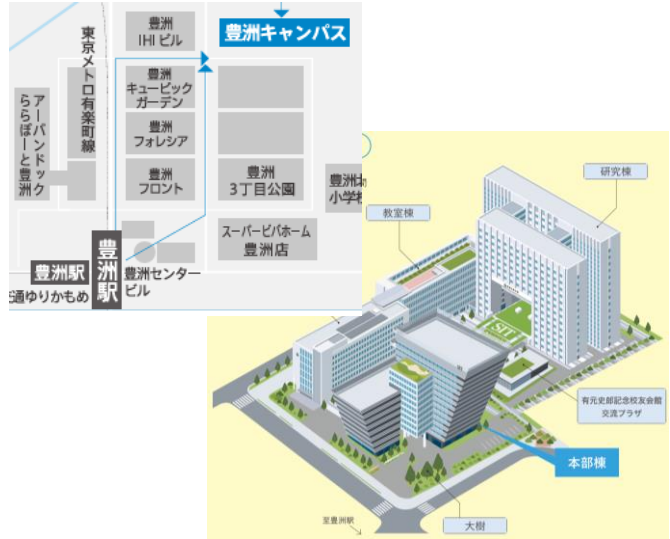 豊洲
IHIビル
豊洲キャンパス
東京メトロ有楽町線
豊洲
キュービック
ガーデン
アーバンドック
ららぽーと豊洲
豊洲
フォレシア
豊洲
フロント
豊洲
3丁目公園
豊洲北
小学校
スーパービバホーム
豊洲店
豊洲駅
豊洲駅
豊洲センター
ビル
通ゆりかもめ
研究棟
教室棟
SIT
有元史郎記念校友会館
交流プラザ
本部棟
大樹
至豊洲駅